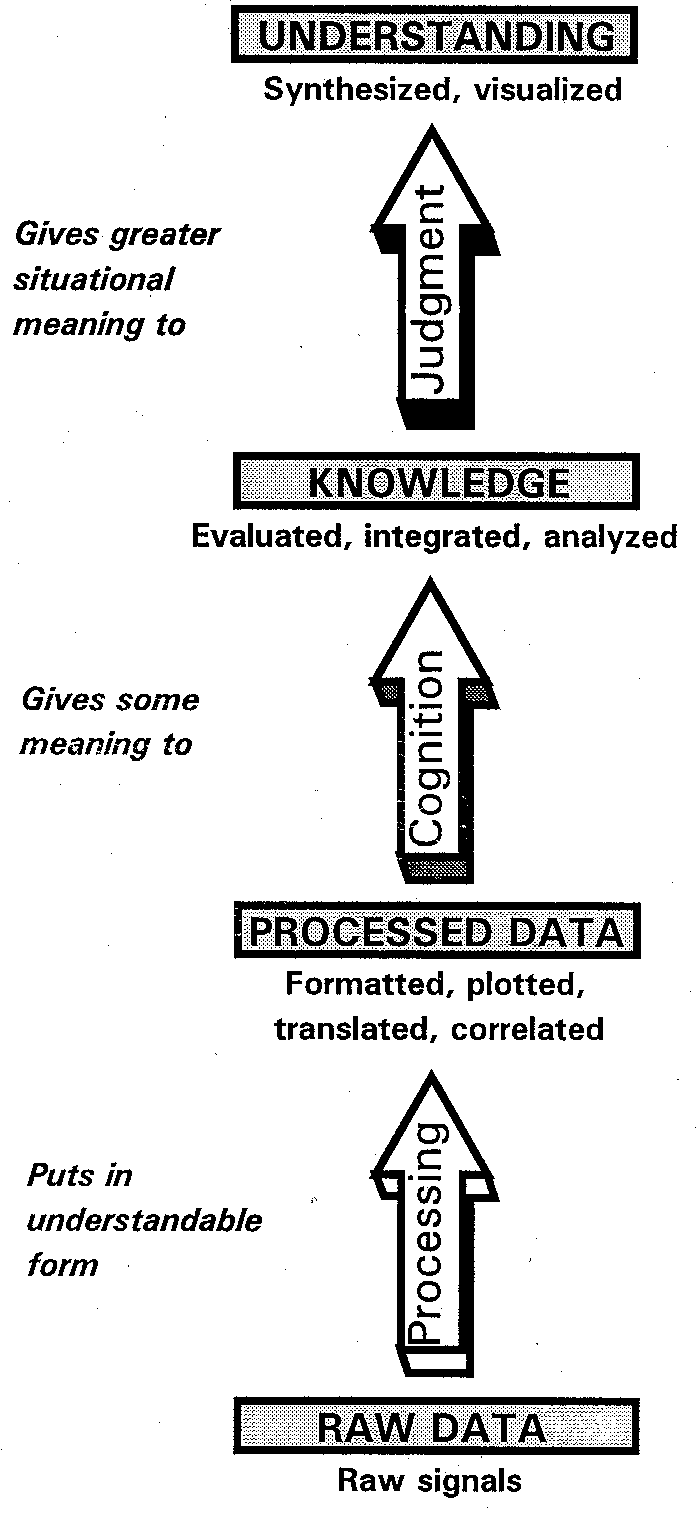 UNDERSTANDING
Synthesized, visualized
Judgment
Gives greater
situational
meaning to
KNOWLEDGE
Evaluated, integrated, analyzed
Cognition
Gives some
meaning to
PROCESSED DATA
Formatted, plotted,
translated, correlated
Processing
Puts in
understandable
form
RAW DATA
Raw signals